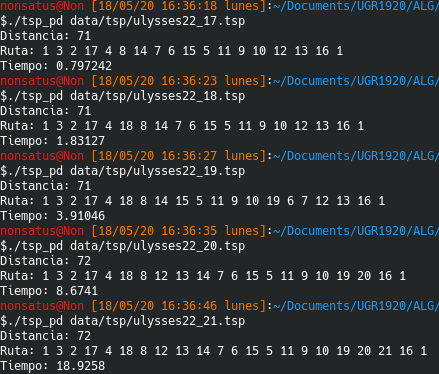 nonsatus@Non [18/05/20 16:36:18 lunes]:~/Documents/UGR1920/ALG/
$./tsp_pd data/tsp/ulysses22_17.tsp
Distancia: 71
Ruta: 1 3 2 17 4 8 14 7 6 15 5 11 9 10 12 13 16 1
Tiempo: 0.797242
nonsatus@Non [18/05/20 16:36:23 lunes]:~/Documents/UGR1920/ALG/
$./tsp_pd data/tsp/ulysses22_18.tsp
Distancia: 71
Ruta: 1 3 2 17 4 18 8 14 7 6 15 5 11 9 10 12 13 16 1
Tiempo: 1.83127
nonsatus@Non [18/05/20 16:36:27 lunes]:~/Documents/UGR1920/ALG/
$./tsp_pd data/tsp/ulysses22_19.tsp
Distancia: 71
Ruta: 1 3 2 17 4 18 8 14 15 5 11 9 10 19 6 7 12 13 16 1
Tiempo: 3.91046
nonsatus@Non [18/05/20 16:36:35 lunes]:~/Documents/UGR1920/ALG/
$./tsp_pd data/tsp/ulysses22_20.tsp
Distancia: 72
Ruta: 1 3 2 17 4 18 8 12 13 14 7 6 15 5 11 9 10 19 20 16 1
Tiempo: 8.6741
nonsatus@Non [18/05/20 16:36:46 lunes]:~/Documents/UGR1920/ALG/
$./tsp_pd data/tsp/ulysses22_21.tsp
Distancia: 72
Ruta: 1 3 2 17 4 18 8 12 13 14 7 6 15 5 11 9 10 19 20 21 16 1
Tiempo: 18.9258